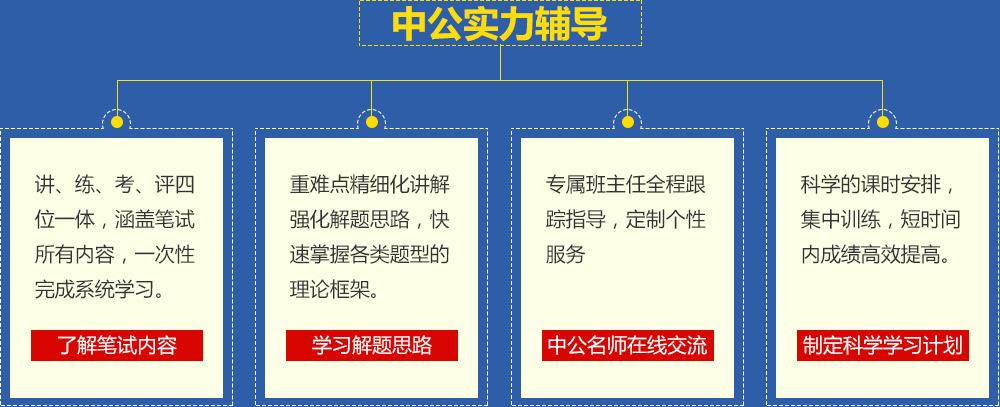 中公实力辅导
讲、练、考、评四
位一体，涵盖笔试
所有内容，一次性
完成系统学习。
了解笔试内容
重难点精细化讲解
强化解题思路，快
速掌握各类题型的
理论框架。
学习解题思路
专属班主任全程跟
踪指导，定制个性
服务
中公名师在线交流
科学的课时安排，
集中训练，短时间
内成绩高效提高。
制定科学学习计划